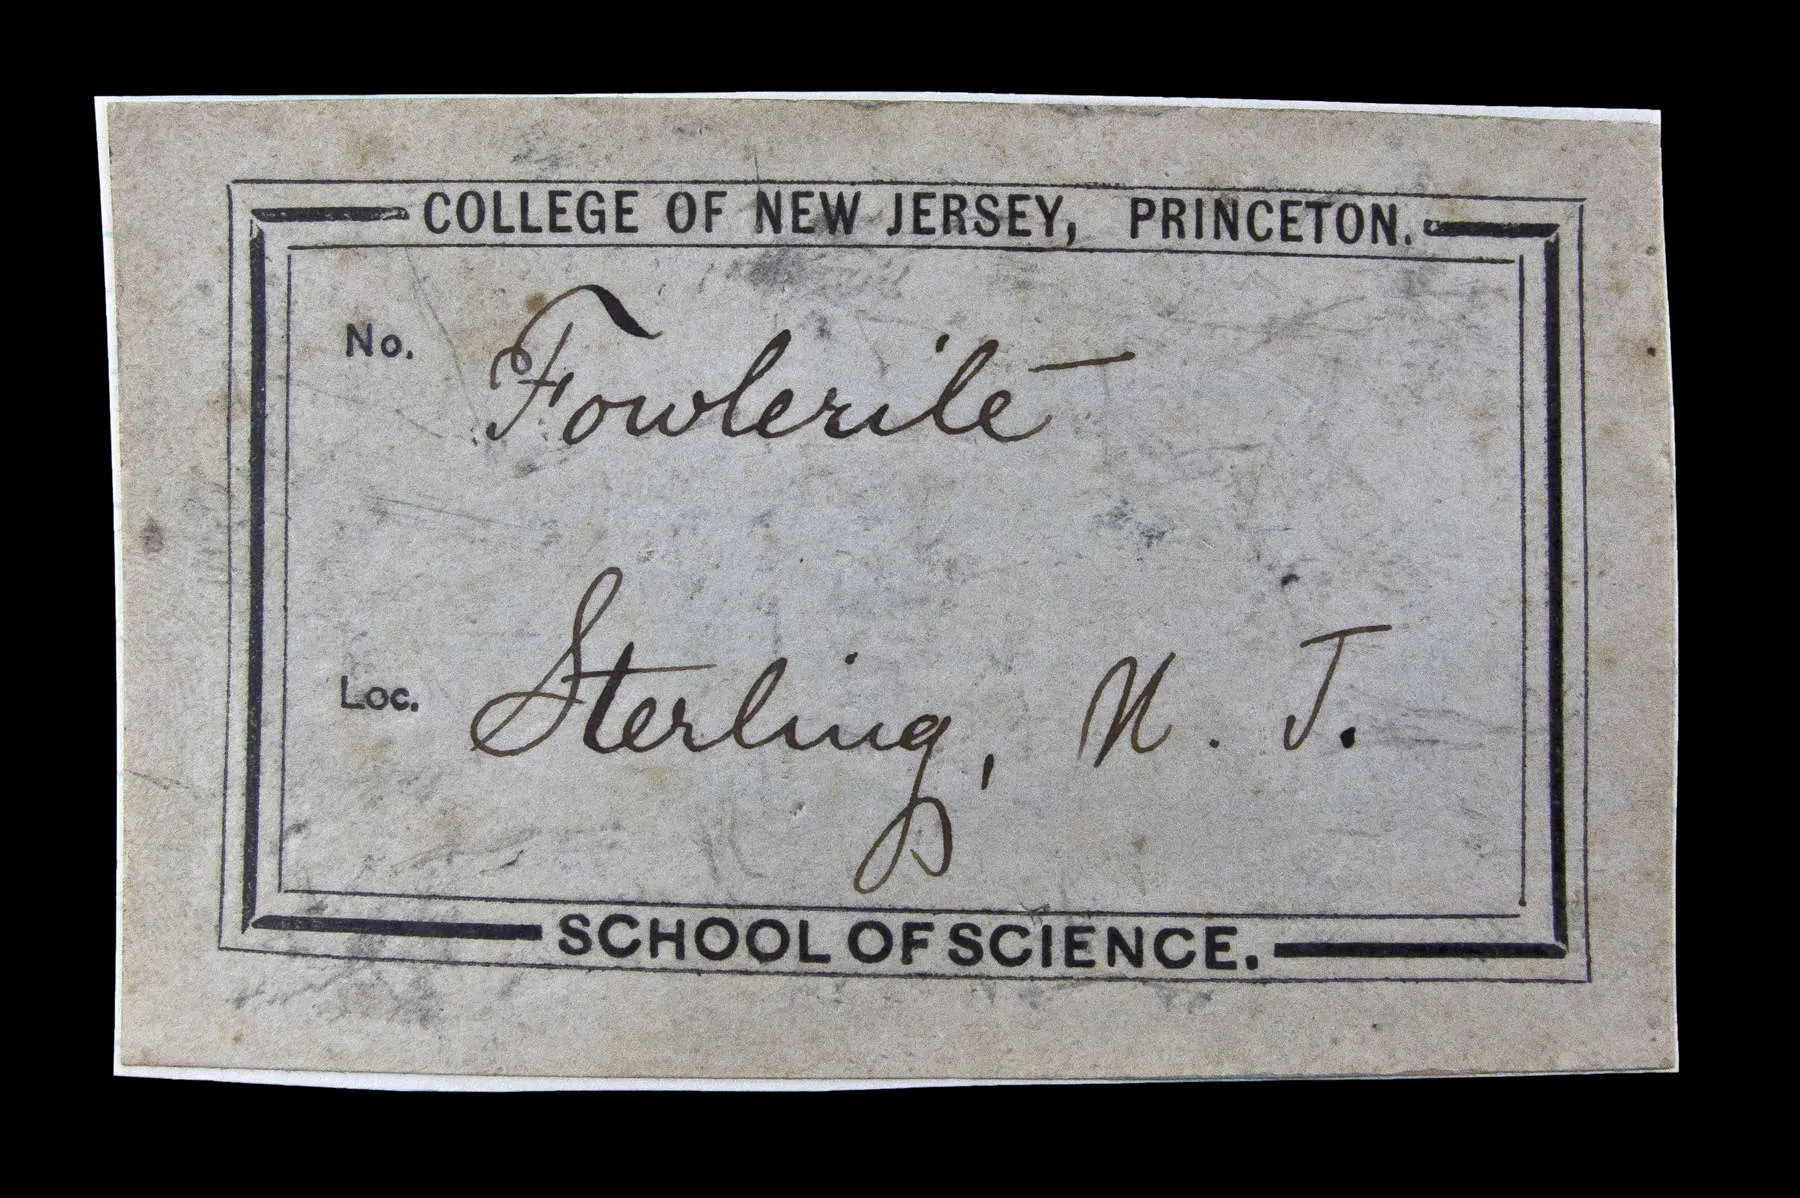 COLLEGE OF NEW JERSEY, PRINCETON.
No. Fowlerite
Loc. Sterling, N. J.
SCHOOL OF SCIENCE.